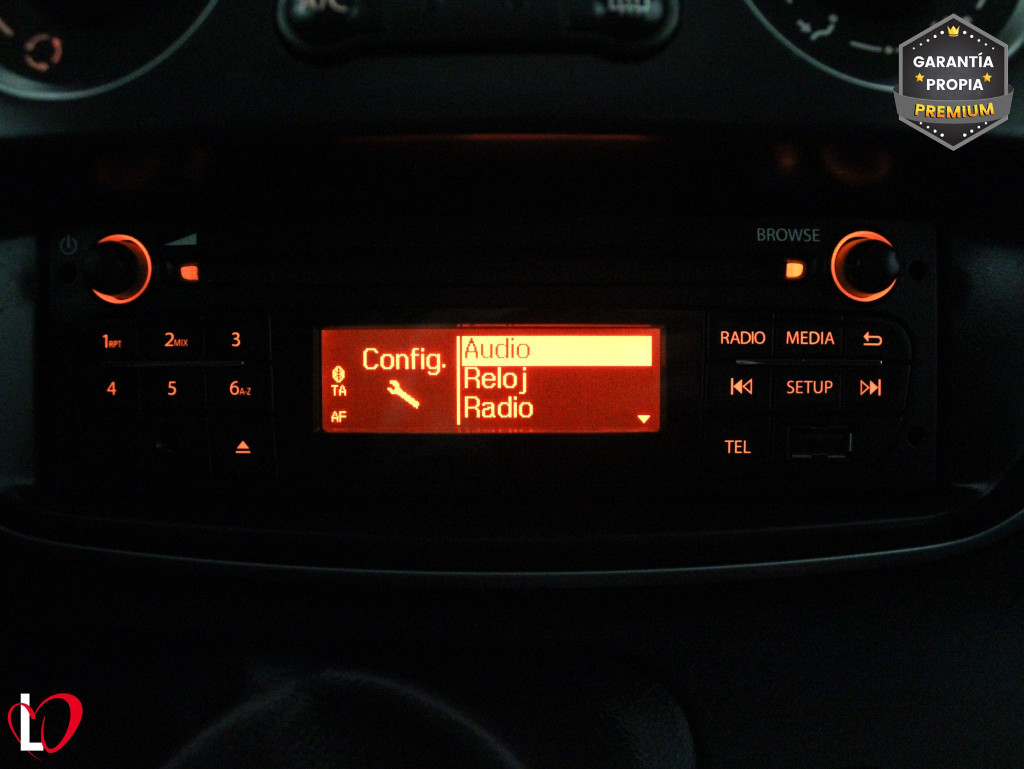 A/C
GARANTÍA
PROPIA
PREMIUM
BROWSE
1RPT 2MIX 3
4 5 6A-Z
TA
AF
Config.
Audio
Reloj
Radio
RADIO MEDIA
SETUP
TEL
L